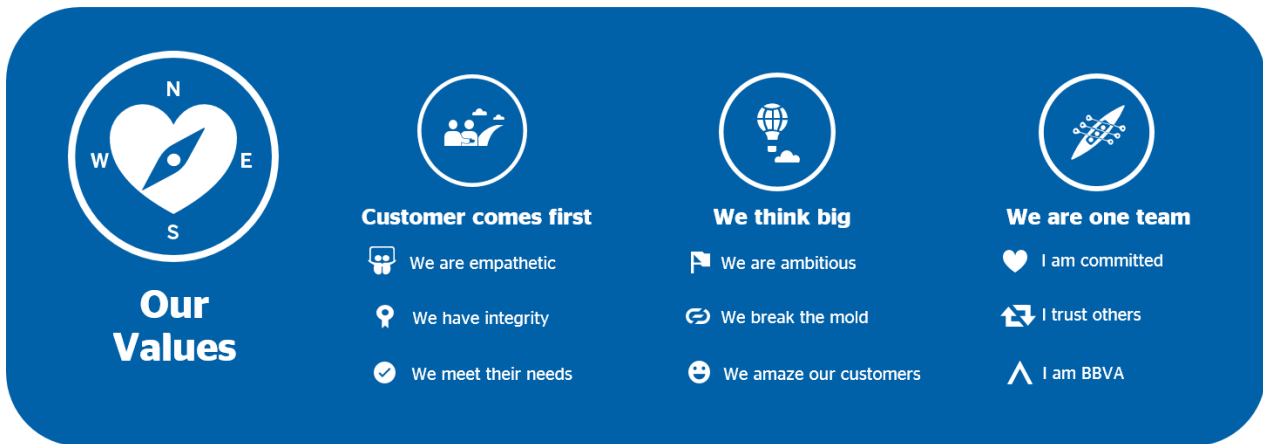 N
W
E
S
Our
Values
Customer comes first
We are empathetic
We have integrity
We meet their needs
We think big
We are ambitious
We break the mold
We amaze our customers
We are one team
I am committed
I trust others
I am BBVA